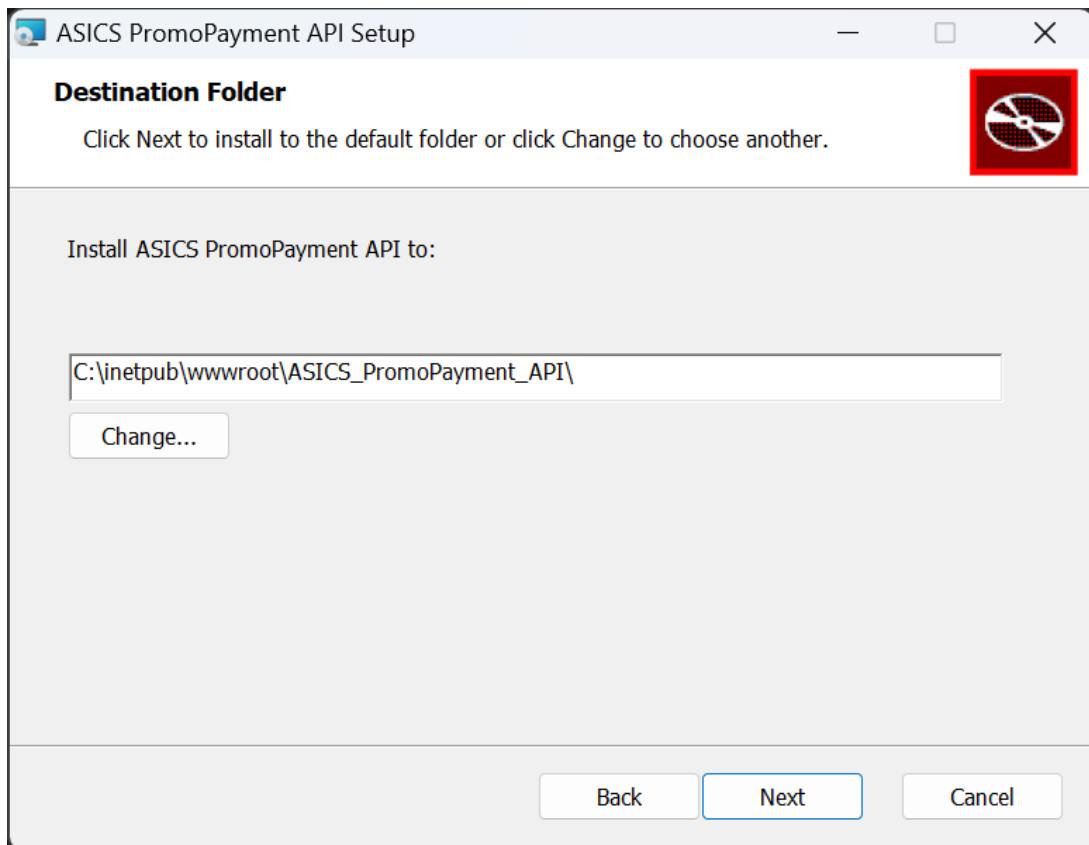 ASICS PromoPayment API Setup
Destination Folder
Click Next to install to the default folder or click Change to choose another.
Install ASICS PromoPayment API to:
C:\inetpub\wwwroot\ASICS_PromoPayment_API\
Change...
Back
Next
Cancel